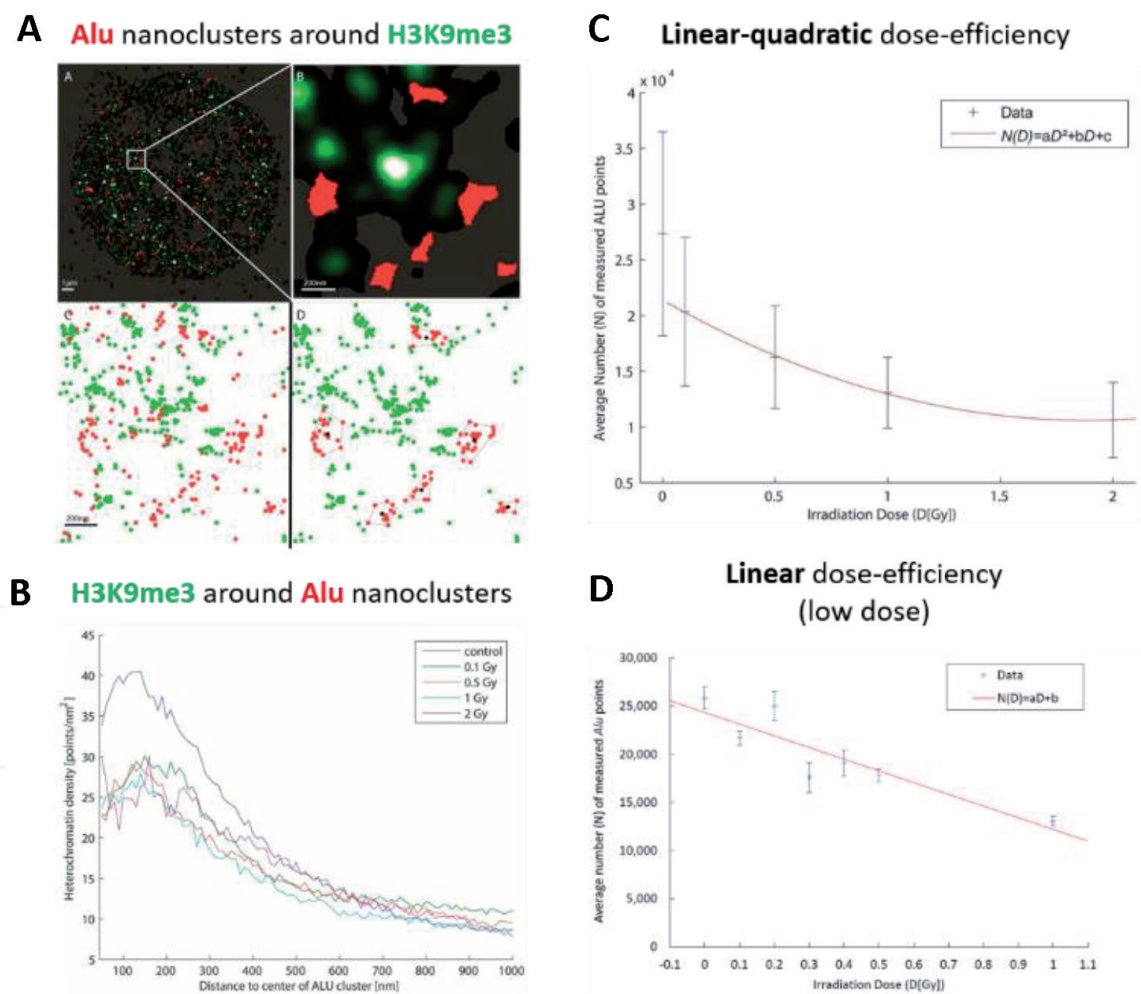 A
Alu nanoclusters around H3K9me3
A
B
1µm
200nm
C
D
200nm
B
H3K9me3 around Alu nanoclusters
45
40
35
30
25
20
15
10
5
Heterochromatin density [points/nm²]
control
0.1 Gy
0.5 Gy
1 Gy
2 Gy
100 200 300 400 500 600 700 800 900 1000
Distance to center of ALU cluster [nm]
C
Linear-quadratic dose-efficiency
x 10⁴
4
3.5
3
2.5
2
1.5
1
0.5
Average Number (N) of measured ALU points
Data
N(D)=aD²+bD+c
0 0.5 1 1.5 2
Irradiation Dose (D[Gy])
D
Linear dose-efficiency
(low dose)
30,000
25,000
20,000
15,000
10,000
5,000
0
Average number (N) of measured Alu points
Data
N(D)=aD+b
-0.1 0 0.1 0.2 0.3 0.4 0.5 0.6 0.7 0.8 0.9 1 1.1
Irradiation Dose (D[Gy])